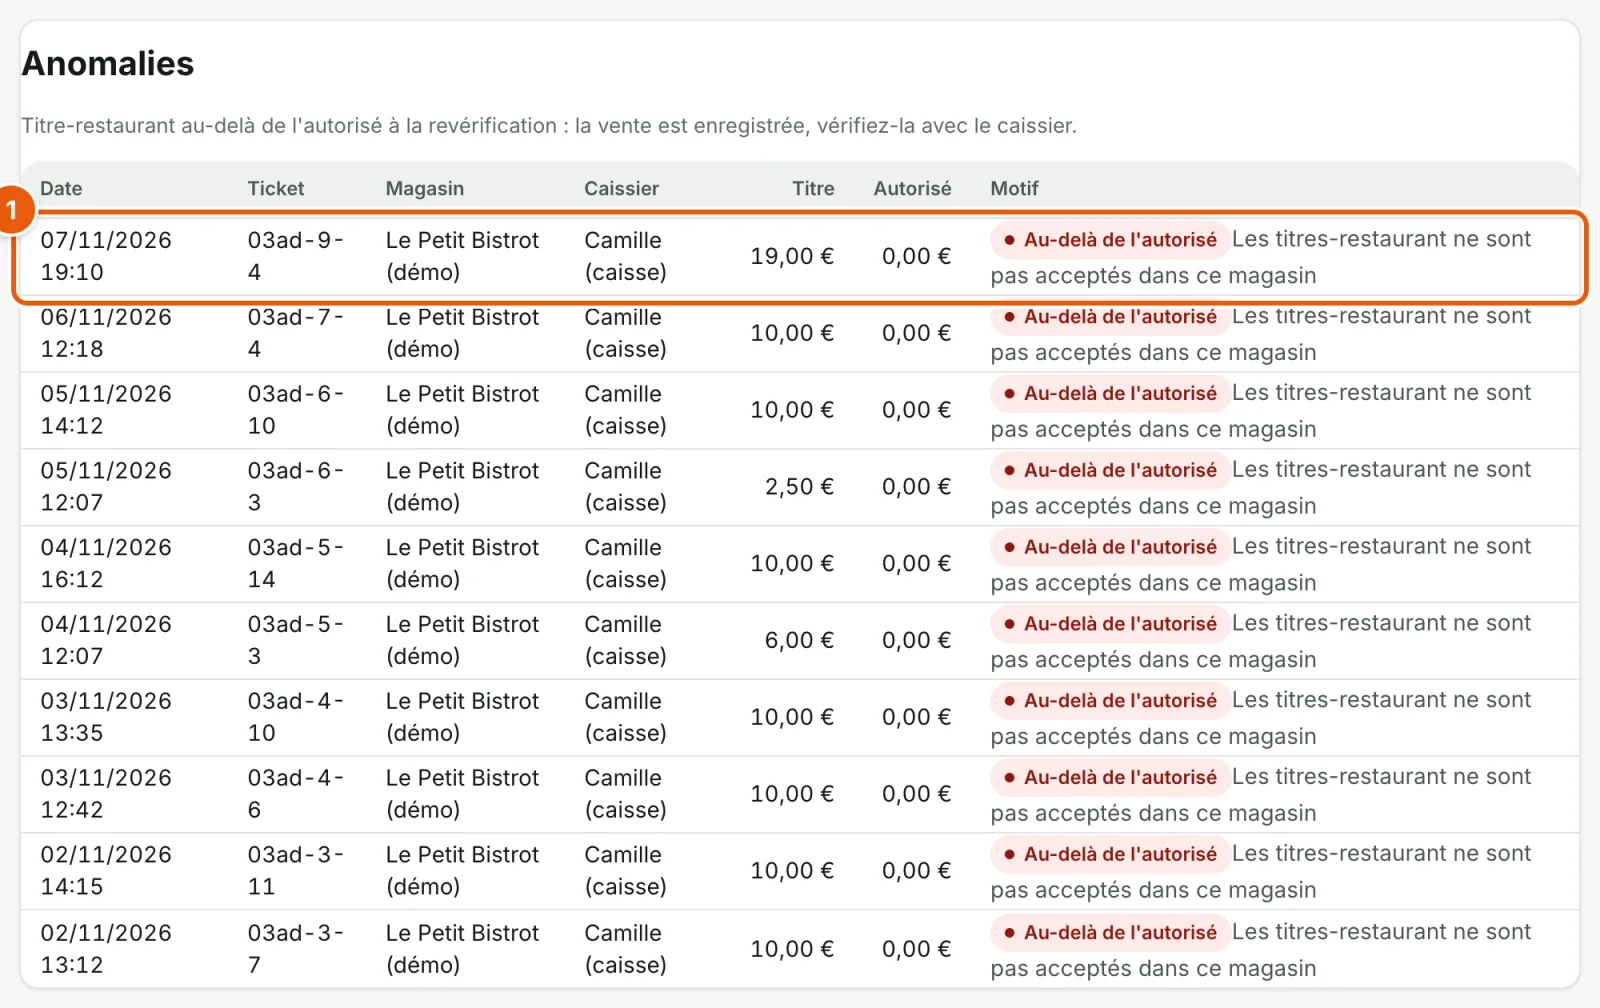 Anomalies
Titre-restaurant au-delà de l'autorisé à la revérification : la vente est enregistrée, vérifiez-la avec le caissier.
Date Ticket Magasin Caissier Titre Autorisé Motif
1
07/11/2026 19:10 03ad-9-4 Le Petit Bistrot (démo) Camille (caisse) 19,00 € 0,00 € Au-delà de l'autorisé Les titres-restaurant ne sont pas acceptés dans ce magasin
06/11/2026 12:18 03ad-7-4 Le Petit Bistrot (démo) Camille (caisse) 10,00 € 0,00 € Au-delà de l'autorisé Les titres-restaurant ne sont pas acceptés dans ce magasin
05/11/2026 14:12 03ad-6-10 Le Petit Bistrot (démo) Camille (caisse) 10,00 € 0,00 € Au-delà de l'autorisé Les titres-restaurant ne sont pas acceptés dans ce magasin
05/11/2026 12:07 03ad-6-3 Le Petit Bistrot (démo) Camille (caisse) 2,50 € 0,00 € Au-delà de l'autorisé Les titres-restaurant ne sont pas acceptés dans ce magasin
04/11/2026 16:12 03ad-5-14 Le Petit Bistrot (démo) Camille (caisse) 10,00 € 0,00 € Au-delà de l'autorisé Les titres-restaurant ne sont pas acceptés dans ce magasin
04/11/2026 12:07 03ad-5-3 Le Petit Bistrot (démo) Camille (caisse) 6,00 € 0,00 € Au-delà de l'autorisé Les titres-restaurant ne sont pas acceptés dans ce magasin
03/11/2026 13:35 03ad-4-10 Le Petit Bistrot (démo) Camille (caisse) 10,00 € 0,00 € Au-delà de l'autorisé Les titres-restaurant ne sont pas acceptés dans ce magasin
03/11/2026 12:42 03ad-4-6 Le Petit Bistrot (démo) Camille (caisse) 10,00 € 0,00 € Au-delà de l'autorisé Les titres-restaurant ne sont pas acceptés dans ce magasin
02/11/2026 14:15 03ad-3-11 Le Petit Bistrot (démo) Camille (caisse) 10,00 € 0,00 € Au-delà de l'autorisé Les titres-restaurant ne sont pas acceptés dans ce magasin
02/11/2026 13:12 03ad-3-7 Le Petit Bistrot (démo) Camille (caisse) 10,00 € 0,00 € Au-delà de l'autorisé Les titres-restaurant ne sont pas acceptés dans ce magasin